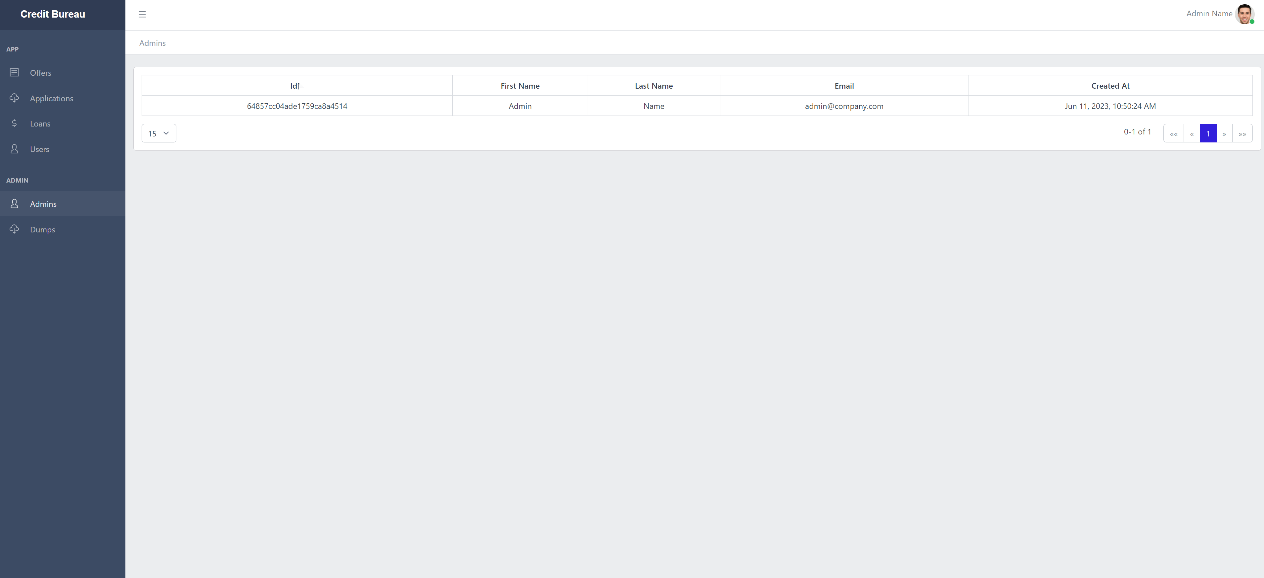 Credit Bureau
Admin Name
APP
Offers
Applications
Loans
Users
ADMIN
Admins
Dumps
Admins
Idf First Name Last Name Email Created At
64857cc04ade1759ca8a4514 Admin Name admin@company.com Jun 11, 2023, 10:50:24 AM
15
0-1 of 1
«« « 1 » »»